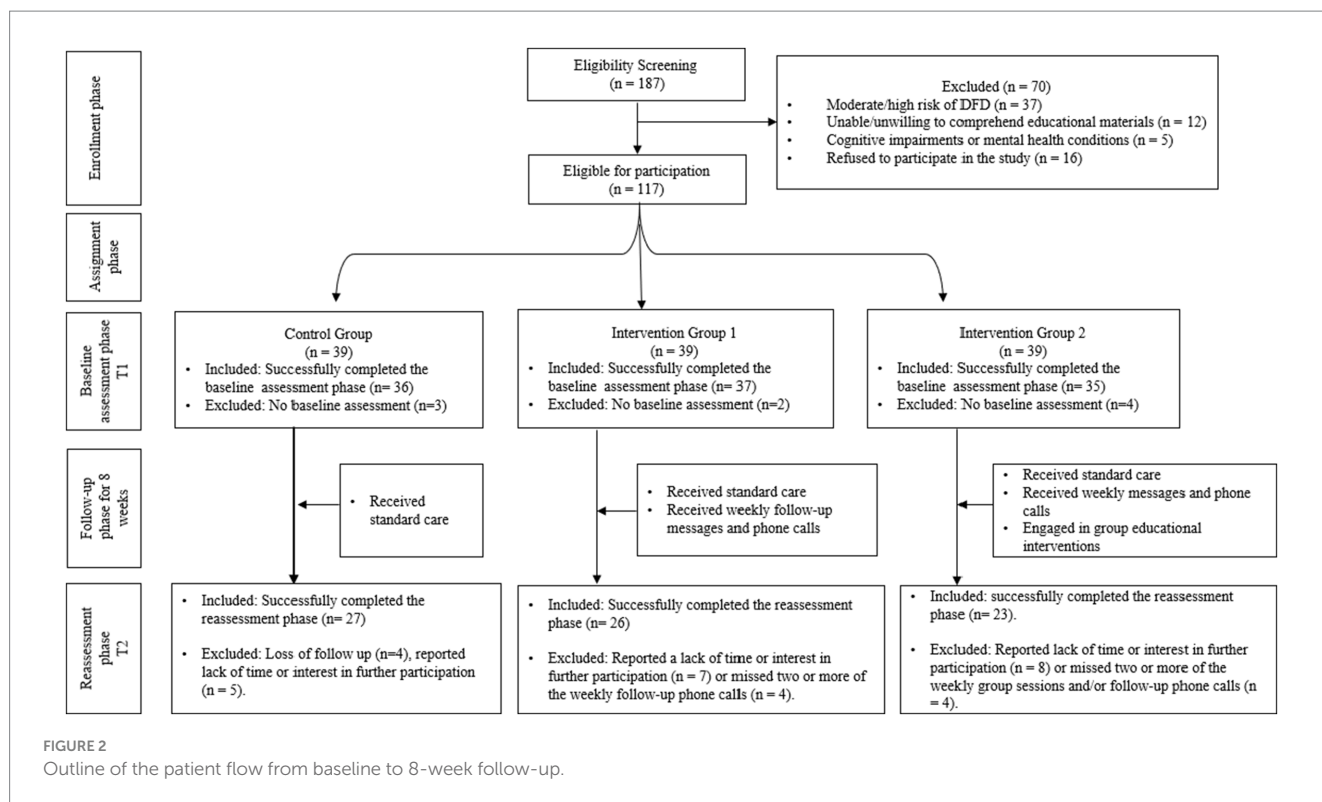 Enrollment phase
Eligibility Screening
(n = 187)
Excluded (n = 70)
• Moderate/high risk of DFD (n = 37)
• Unable/unwilling to comprehend educational materials (n = 12)
• Cognitive impairments or mental health conditions (n = 5)
• Refused to participate in the study (n = 16)
Eligible for participation
(n = 117)
Assignment
phase
Baseline
assessment phase
T1
Control Group
(n = 39)
• Included: Successfully completed the
baseline assessment phase (n= 36)
• Excluded: No baseline assessment (n=3)
Intervention Group 1
(n = 39)
• Included: Successfully completed the
baseline assessment phase (n= 37)
• Excluded: No baseline assessment (n=2)
Intervention Group 2
(n = 39)
• Included: Successfully completed the
baseline assessment phase (n= 35)
• Excluded: No baseline assessment (n=4)
Follow-up
phase for 8
weeks
• Received
standard care
• Received standard care
• Received weekly follow-up
messages and phone calls
• Received standard care
• Received weekly messages and phone
calls
• Engaged in group educational
interventions
Reassessment
phase
T2
• Included: Successfully completed the
reassessment phase (n= 27)
• Excluded: Loss of follow up (n=4), reported
lack of time or interest in further participation
(n = 5).
• Included: Successfully completed the reassessment
phase (n= 26)
• Excluded: Reported a lack of time or interest in
further participation (n = 7) or missed two or more
of the weekly follow-up phone calls (n = 4).
• Included: successfully completed the reassessment
phase (n= 23).
• Excluded: Reported lack of time or interest in further
participation (n = 8) or missed two or more of the
weekly group sessions and/or follow-up phone calls (n
= 4).
FIGURE 2
Outline of the patient flow from baseline to 8-week follow-up.